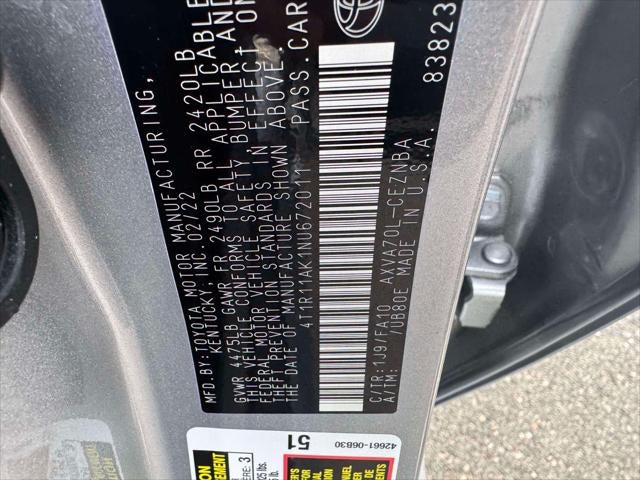 MFD. BY: TOYOTA MOTOR MANUFACTURING,
KENTUCKY, INC. 02/22
GVWR 4475LB GAWR FR 2490LB RR 2420LB
THIS VEHICLE CONFORMS TO ALL APPLICABLE
FEDERAL MOTOR VEHICLE SAFETY BUMPER AND
THEFT PREVENTION STANDARDS IN EFFECT ON
THE DATE OF MANUFACTURE SHOWN ABOVE.
4T1R11AK1NU672011 PASS.CAR
C/TR: 1J9/FA10 AXVA70L-CEZNBA
A/TM: /UB80E MADE IN U.S.A.
83823
42661-06B30
51
ERE: 3